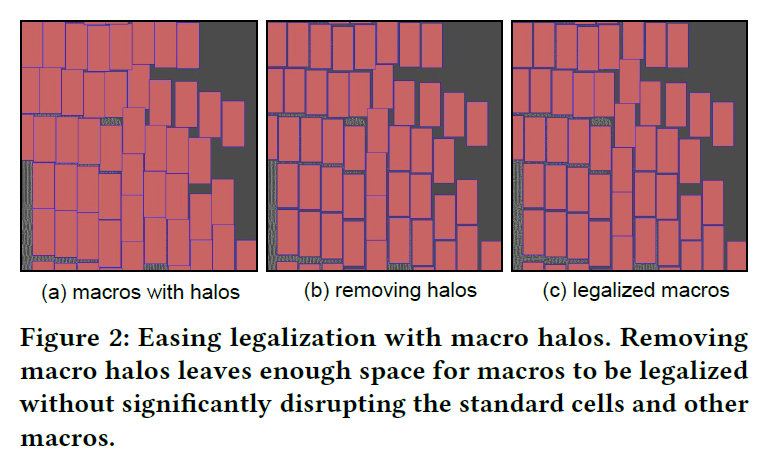 (a) macros with halos (b) removing halos (c) legalized macros
Figure 2: Easing legalization with macro halos. Removing
macro halos leaves enough space for macros to be legalized
without significantly disrupting the standard cells and other
macros.